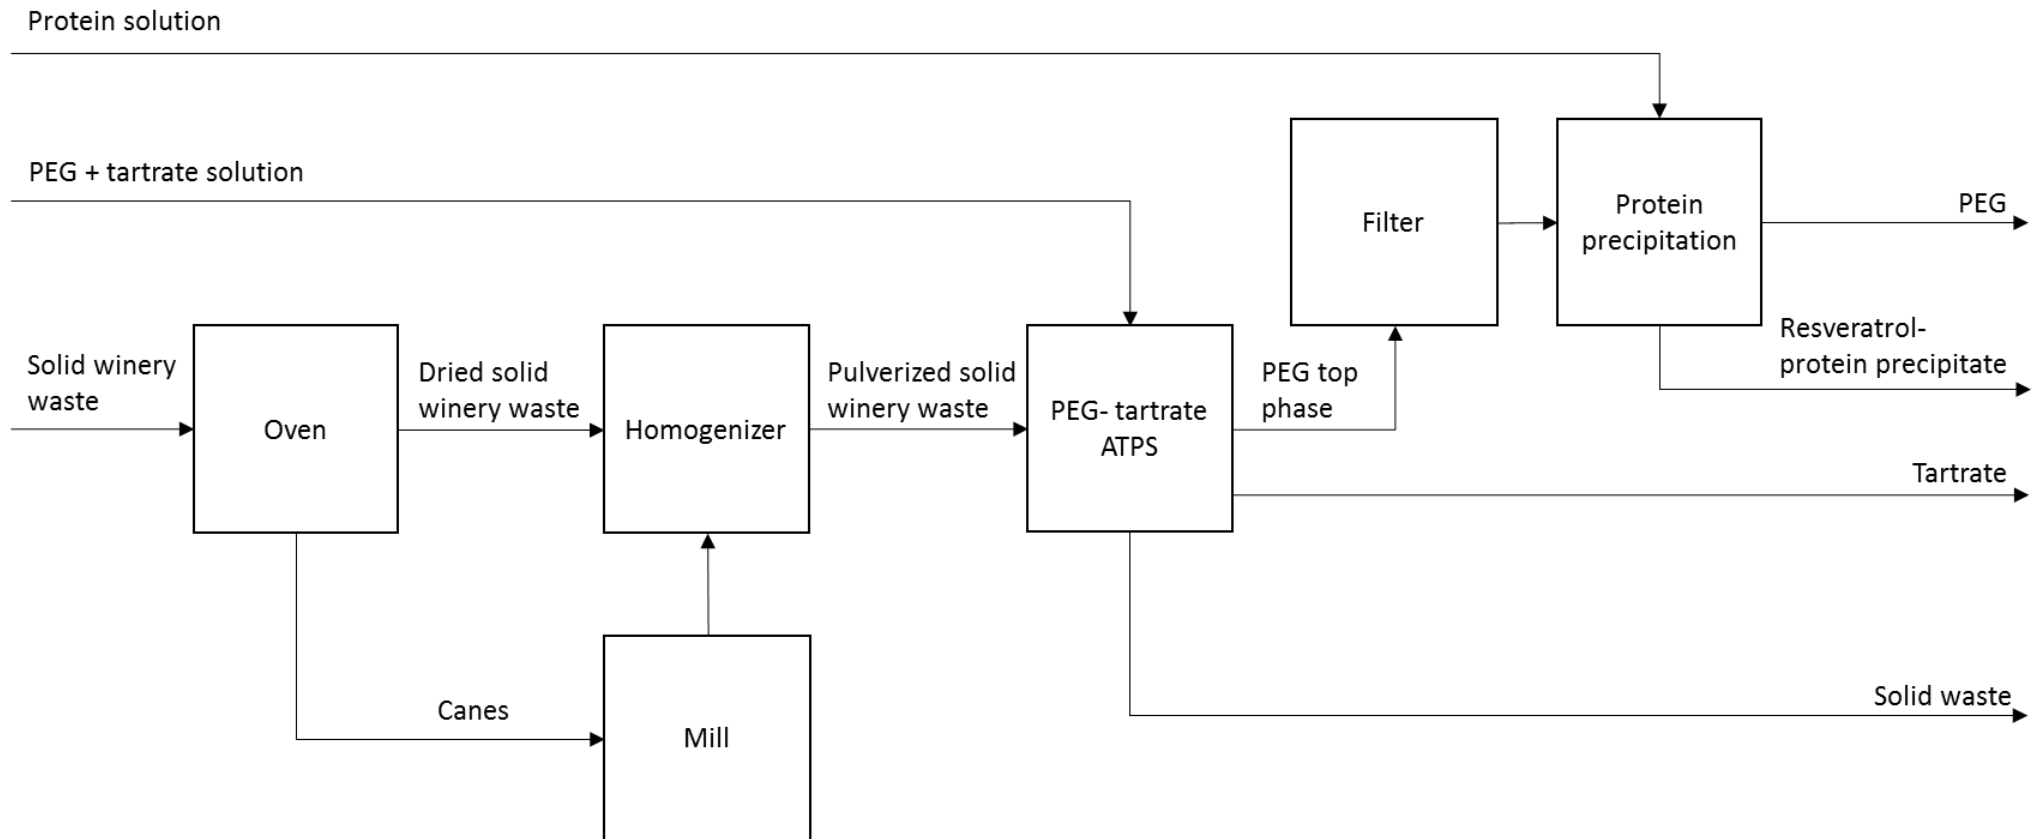 Protein solution
PEG + tartrate solution
Filter
Protein
precipitation
PEG
Solid winery
waste
Oven
Dried solid
winery waste
Homogenizer
Pulverized solid
winery waste
PEG- tartrate
ATPS
PEG top
phase
Resveratrol-
protein precipitate
Tartrate
Canes
Mill
Solid waste